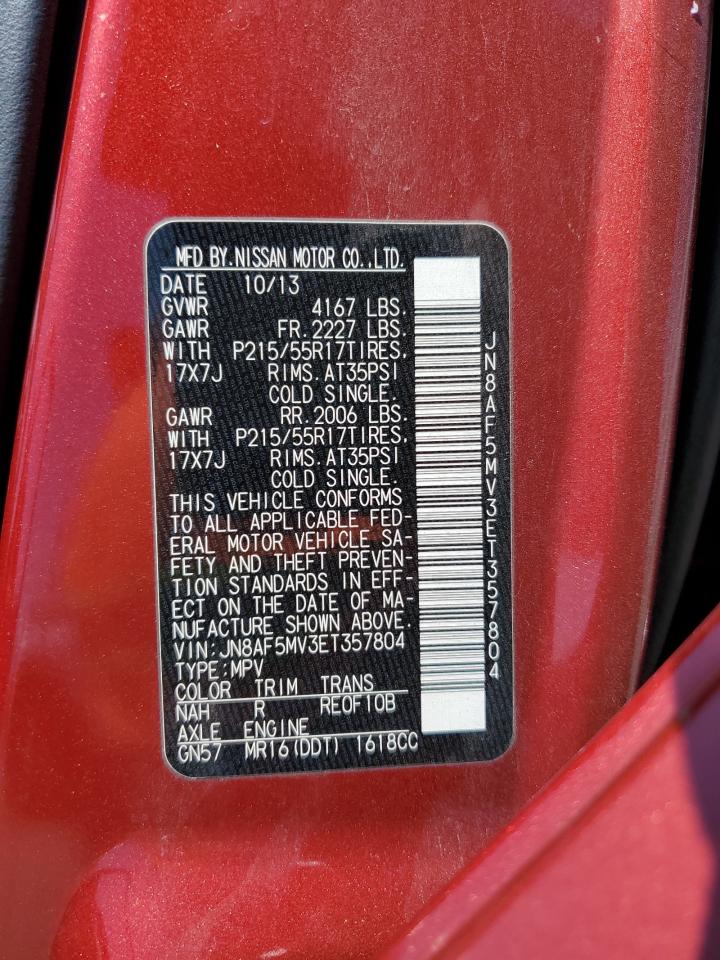 MFD BY.NISSAN MOTOR CO.,LTD.
DATE 10/13
GVWR 4167 LBS.
GAWR FR.2227 LBS.
WITH P215/55R17TIRES,
17X7J RIMS.AT35PSI
COLD SINGLE.
GAWR RR.2006 LBS.
WITH P215/55R17TIRES,
17X7J RIMS.AT35PSI
COLD SINGLE.
THIS VEHICLE CONFORMS
TO ALL APPLICABLE FED-
ERAL MOTOR VEHICLE SA-
FETY AND THEFT PREVEN-
TION STANDARDS IN EFF-
ECT ON THE DATE OF MA-
NUFACTURE SHOWN ABOVE.
VIN:JN8AF5MV3ET357804
TYPE:MPV
COLOR TRIM TRANS
NAH R RE0F10B
AXLE ENGINE
GN57 MR16(DDT) 1618CC
JN8AF5MV3ET357804